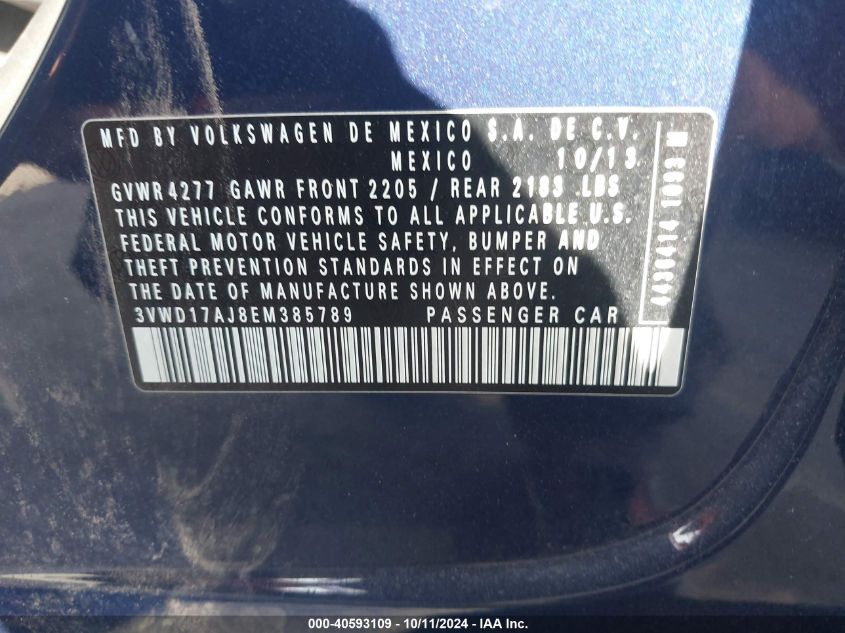 MFD BY VOLKSWAGEN DE MEXICO S.A. DE C.V.
MEXICO 10/13
GVWR 4277 GAWR FRONT 2205 / REAR 2183 LBS
THIS VEHICLE CONFORMS TO ALL APPLICABLE U.S.
FEDERAL MOTOR VEHICLE SAFETY, BUMPER AND
THEFT PREVENTION STANDARDS IN EFFECT ON
THE DATE OF MANUFACTURE SHOWN ABOVE.
3VWD17AJ8EM385789 PASSENGER CAR
000-40593109 - 10/11/2024 - IAA Inc.